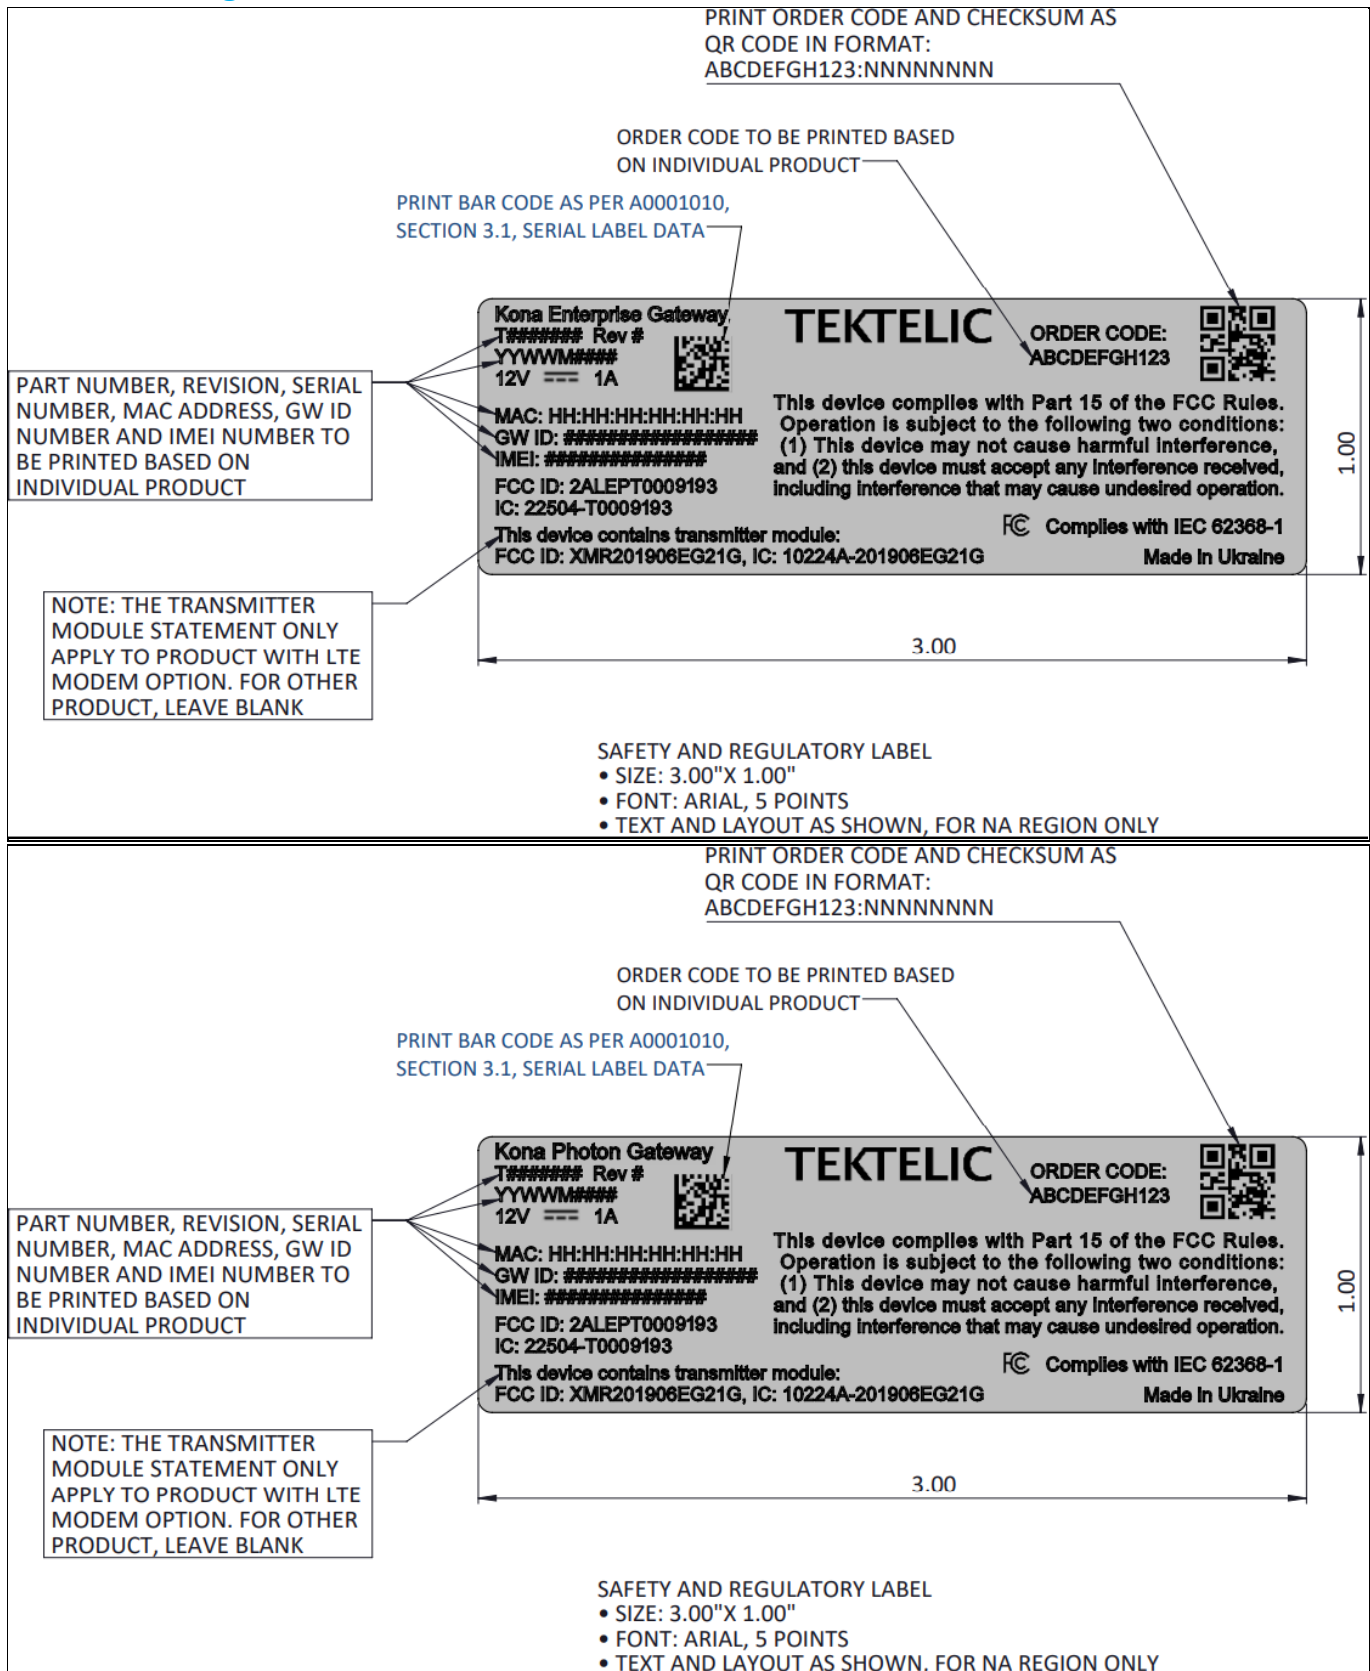 PRINT ORDER CODE AND CHECKSUM AS
QR CODE IN FORMAT:
ABCDEFGH123:NNNNNNNN
ORDER CODE TO BE PRINTED BASED
ON INDIVIDUAL PRODUCT
PRINT BAR CODE AS PER A0001010,
SECTION 3.1, SERIAL LABEL DATA
PART NUMBER, REVISION, SERIAL
NUMBER, MAC ADDRESS, GW ID
NUMBER AND IMEI NUMBER TO
BE PRINTED BASED ON
INDIVIDUAL PRODUCT
Kona Enterprise Gateway
T####### Rev #
YYWWM####
12V 1A
MAC: HH:HH:HH:HH:HH:HH
GW ID: ##################
IMEI: ###############
FCC ID: 2ALEPT0009193
IC: 22504-T0009193
This device contains transmitter module:
FCC ID: XMR201906EG21G, IC: 10224A-201906EG21G
TEKTELIC
ORDER CODE:
ABCDEFGH123
This device complies with Part 15 of the FCC Rules.
Operation is subject to the following two conditions:
(1) This device may not cause harmful interference,
and (2) this device must accept any interference received,
including interference that may cause undesired operation.
FC Complies with IEC 62368-1
Made in Ukraine
1.00
NOTE: THE TRANSMITTER
MODULE STATEMENT ONLY
APPLY TO PRODUCT WITH LTE
MODEM OPTION. FOR OTHER
PRODUCT, LEAVE BLANK
3.00
SAFETY AND REGULATORY LABEL
• SIZE: 3.00"X 1.00"
• FONT: ARIAL, 5 POINTS
• TEXT AND LAYOUT AS SHOWN, FOR NA REGION ONLY
PRINT ORDER CODE AND CHECKSUM AS
QR CODE IN FORMAT:
ABCDEFGH123:NNNNNNNN
ORDER CODE TO BE PRINTED BASED
ON INDIVIDUAL PRODUCT
PRINT BAR CODE AS PER A0001010,
SECTION 3.1, SERIAL LABEL DATA
PART NUMBER, REVISION, SERIAL
NUMBER, MAC ADDRESS, GW ID
NUMBER AND IMEI NUMBER TO
BE PRINTED BASED ON
INDIVIDUAL PRODUCT
Kona Photon Gateway
T####### Rev #
YYWWM####
12V 1A
MAC: HH:HH:HH:HH:HH:HH
GW ID: ##################
IMEI: ###############
FCC ID: 2ALEPT0009193
IC: 22504-T0009193
This device contains transmitter module:
FCC ID: XMR201906EG21G, IC: 10224A-201906EG21G
TEKTELIC
ORDER CODE:
ABCDEFGH123
This device complies with Part 15 of the FCC Rules.
Operation is subject to the following two conditions:
(1) This device may not cause harmful interference,
and (2) this device must accept any interference received,
including interference that may cause undesired operation.
FC Complies with IEC 62368-1
Made in Ukraine
1.00
NOTE: THE TRANSMITTER
MODULE STATEMENT ONLY
APPLY TO PRODUCT WITH LTE
MODEM OPTION. FOR OTHER
PRODUCT, LEAVE BLANK
3.00
SAFETY AND REGULATORY LABEL
• SIZE: 3.00"X 1.00"
• FONT: ARIAL, 5 POINTS
• TEXT AND LAYOUT AS SHOWN, FOR NA REGION ONLY